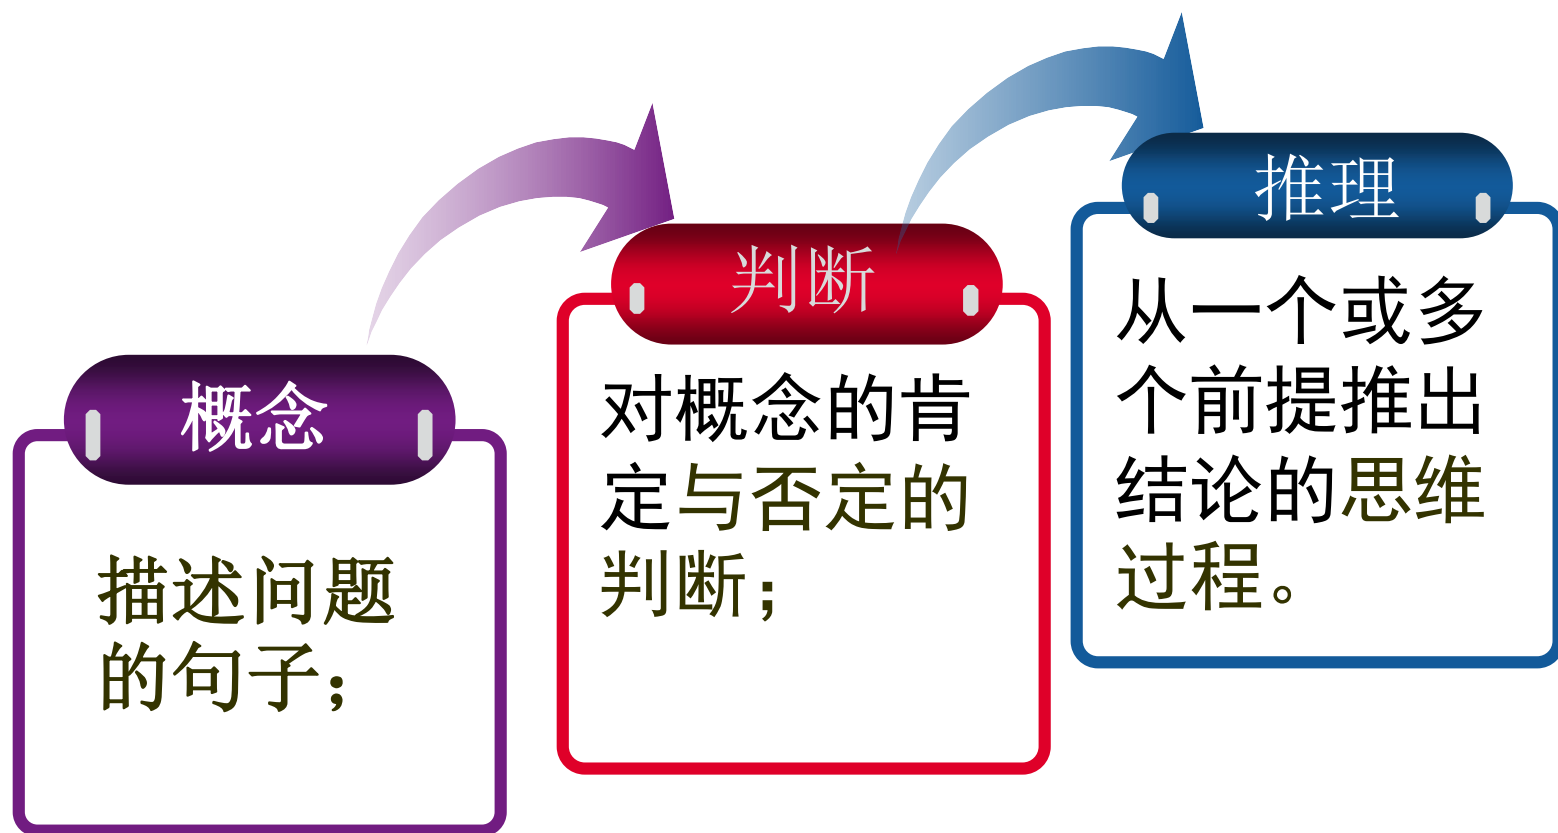 概念
描述问题
的句子；
判断
对概念的肯
定与否定的
判断；
推理
从一个或多
个前提推出
结论的思维
过程。